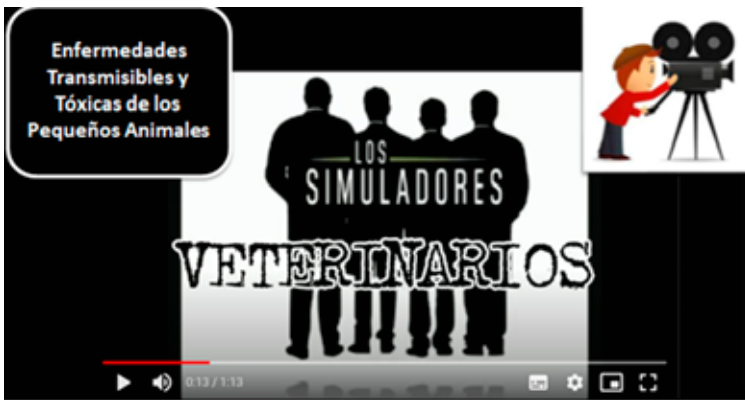 Enfermedades
Transmisibles y
Tóxicas de los
Pequeños Animales
LOS
SIMULADORES
VETERINARIOS
0:13 / 1:13